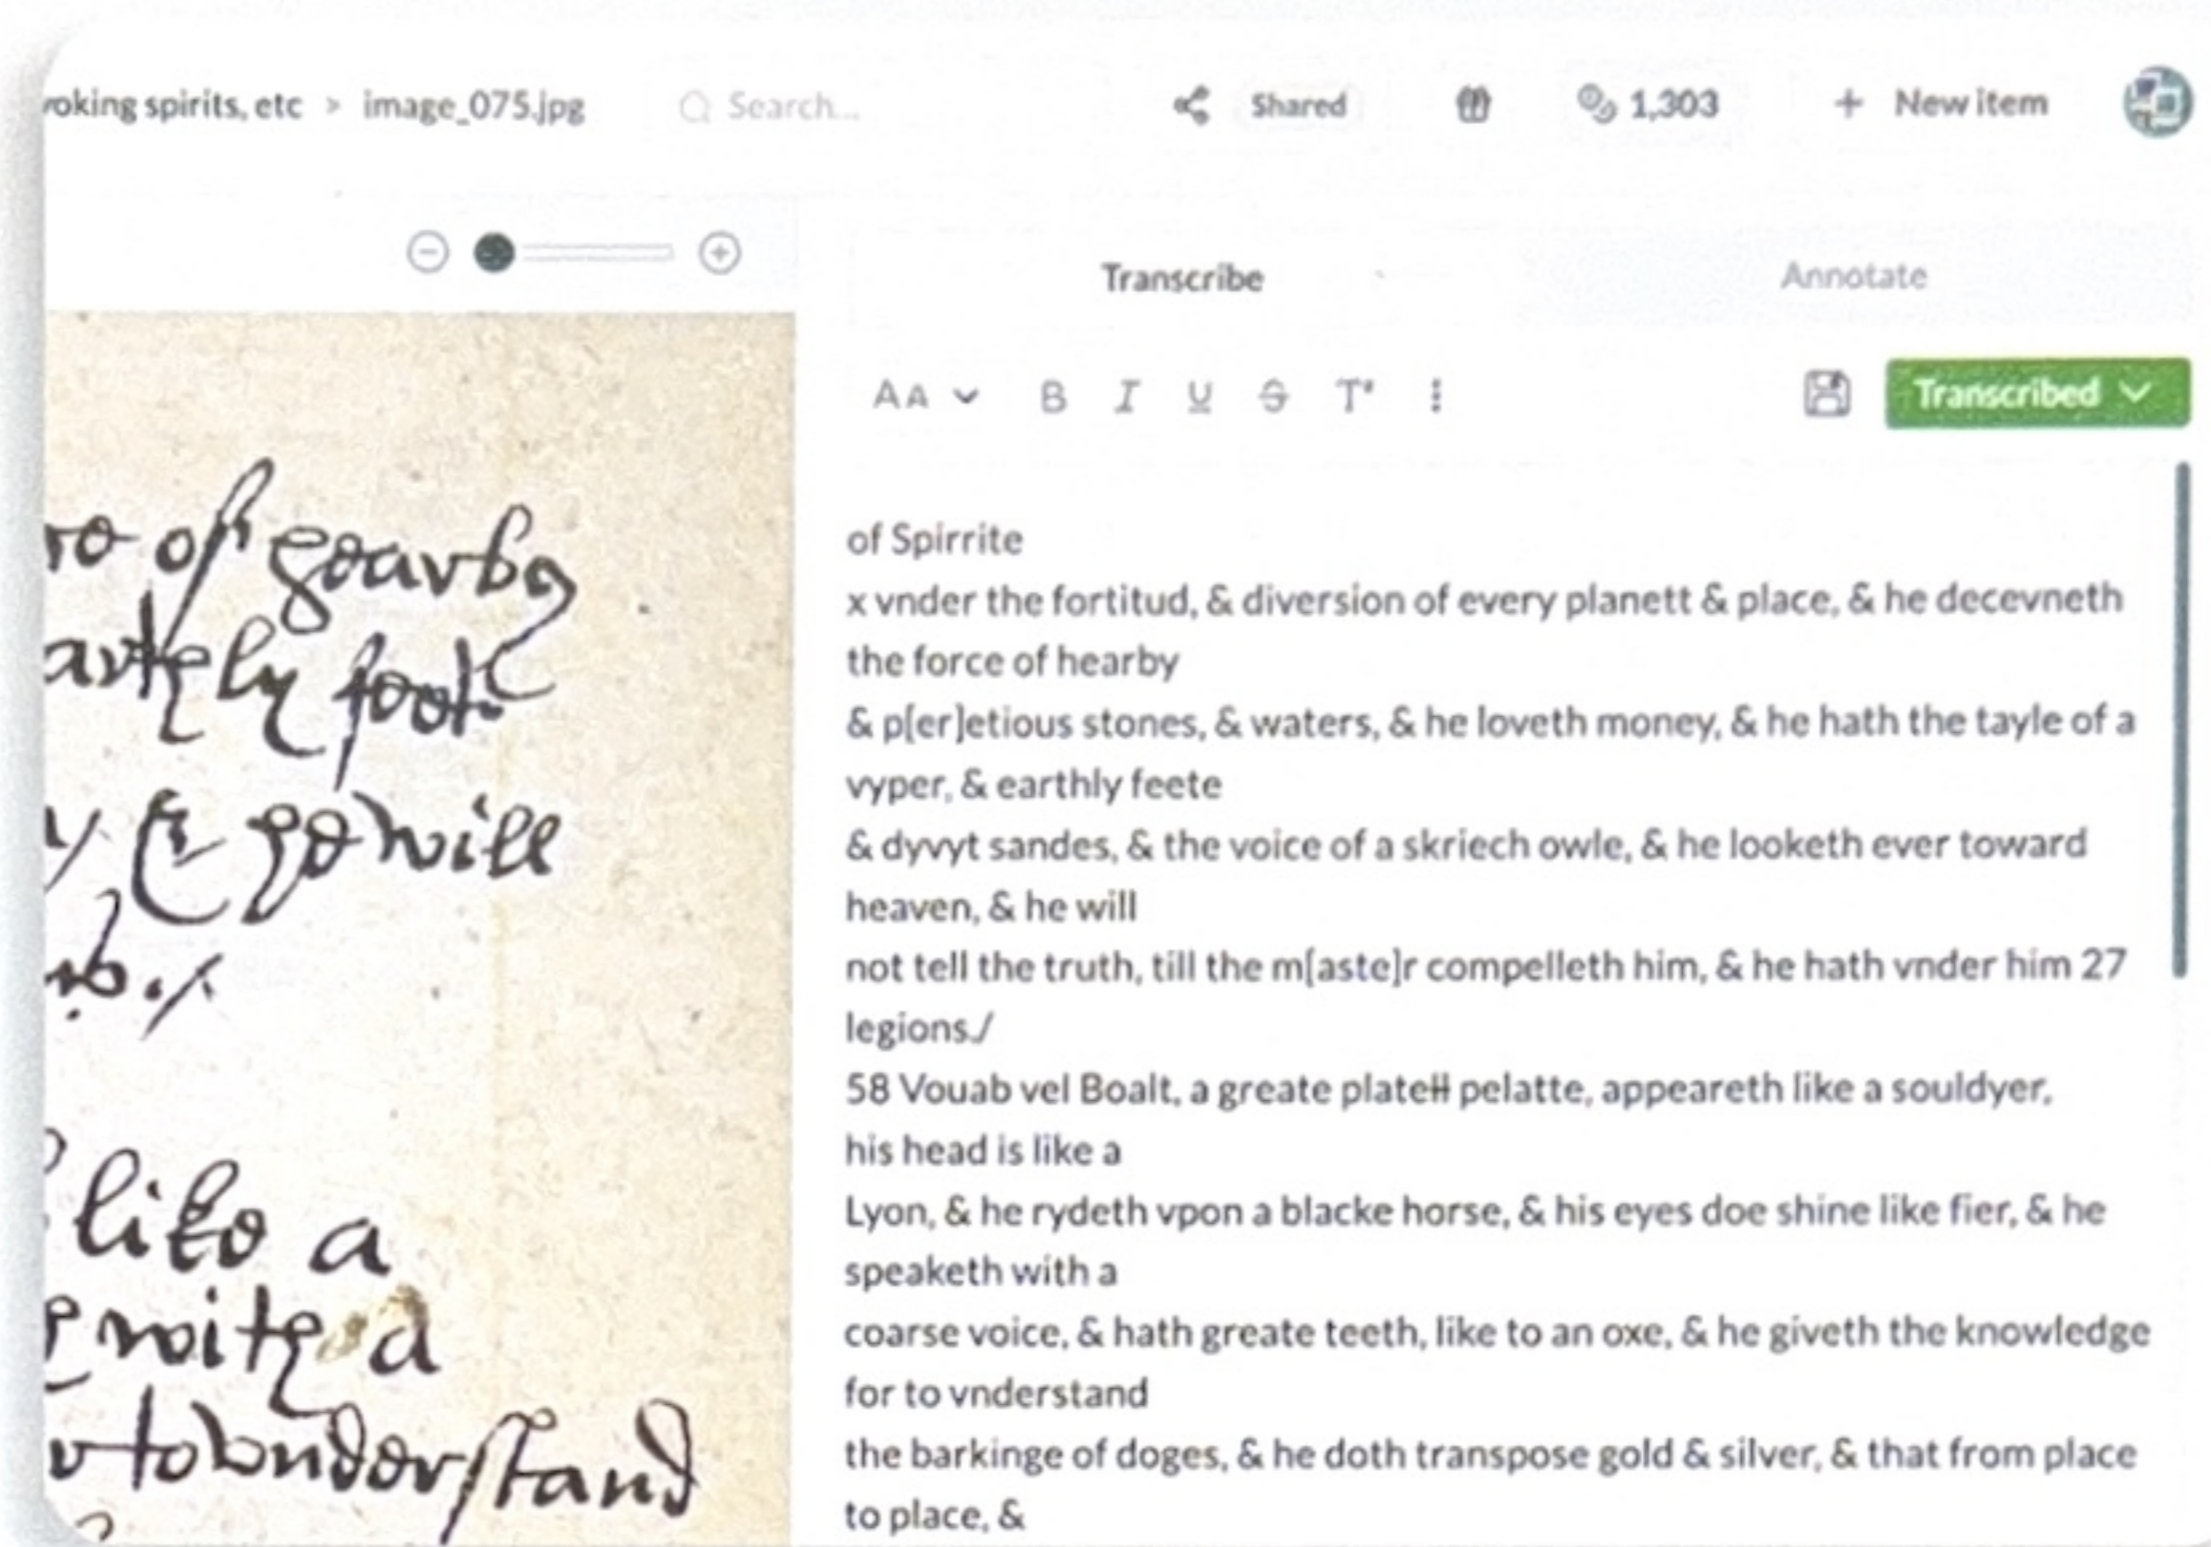 roking spirits, etc > image_075.jpg
Search...
Shared
1,303
+ New item
Transcribe
Annotate
AA B I U S T
Transcribed
of hearbs
earthly feete
& he will
like a
with a
to vnderstand
of Spirrite
x vnder the fortitud, & diversion of every planett & place, & he decevneth
the force of hearby
& p[er]etious stones, & waters, & he loveth money, & he hath the tayle of a
vyper, & earthly feete
& dyvyt sandes, & the voice of a skriech owle, & he looketh ever toward
heaven, & he will
not tell the truth, till the m[aste]r compelleth him, & he hath vnder him 27
legions./
58 Vouab vel Boalt, a greate platell pelatte, appeareth like a souldyer,
his head is like a
Lyon, & he rydeth vpon a blacke horse, & his eyes doe shine like fier, & he
speaketh with a
coarse voice, & hath greate teeth, like to an oxe, & he giveth the knowledge
for to vnderstand
the barkinge of doges, & he doth transpose gold & silver, & that from place
to place, &